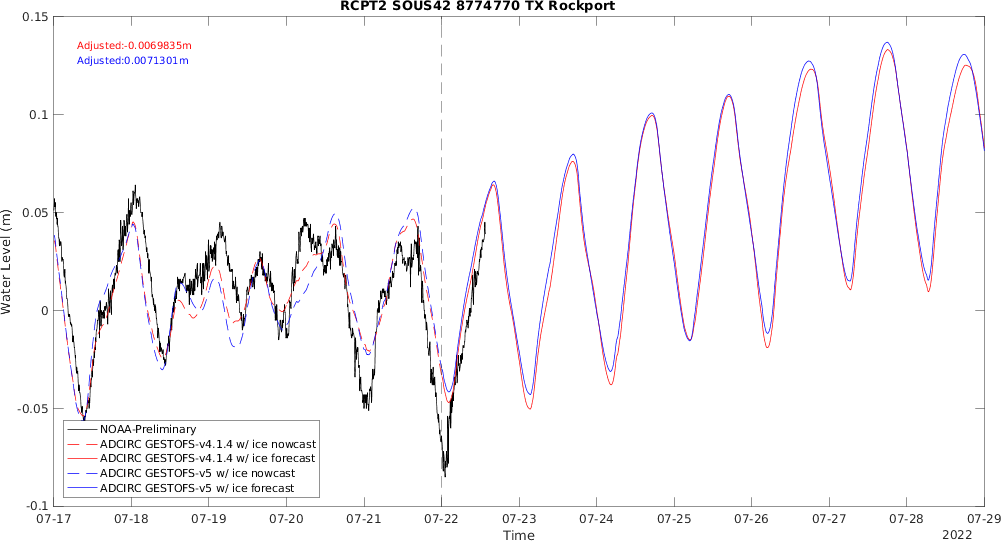 RCPT2 SOUS42 8774770 TX Rockport
0.15
Adjusted:-0.0069835m
Adjusted:0.0071301m
0.1
0.05
Water Level (m)
0
-0.05
NOAA-Preliminary
ADCIRC GESTOFS-v4.1.4 w/ ice nowcast
ADCIRC GESTOFS-v4.1.4 w/ ice forecast
ADCIRC GESTOFS-v5 w/ ice nowcast
ADCIRC GESTOFS-v5 w/ ice forecast
-0.1
07-17 07-18 07-19 07-20 07-21 07-22 07-23 07-24 07-25 07-26 07-27 07-28 07-29
Time
2022